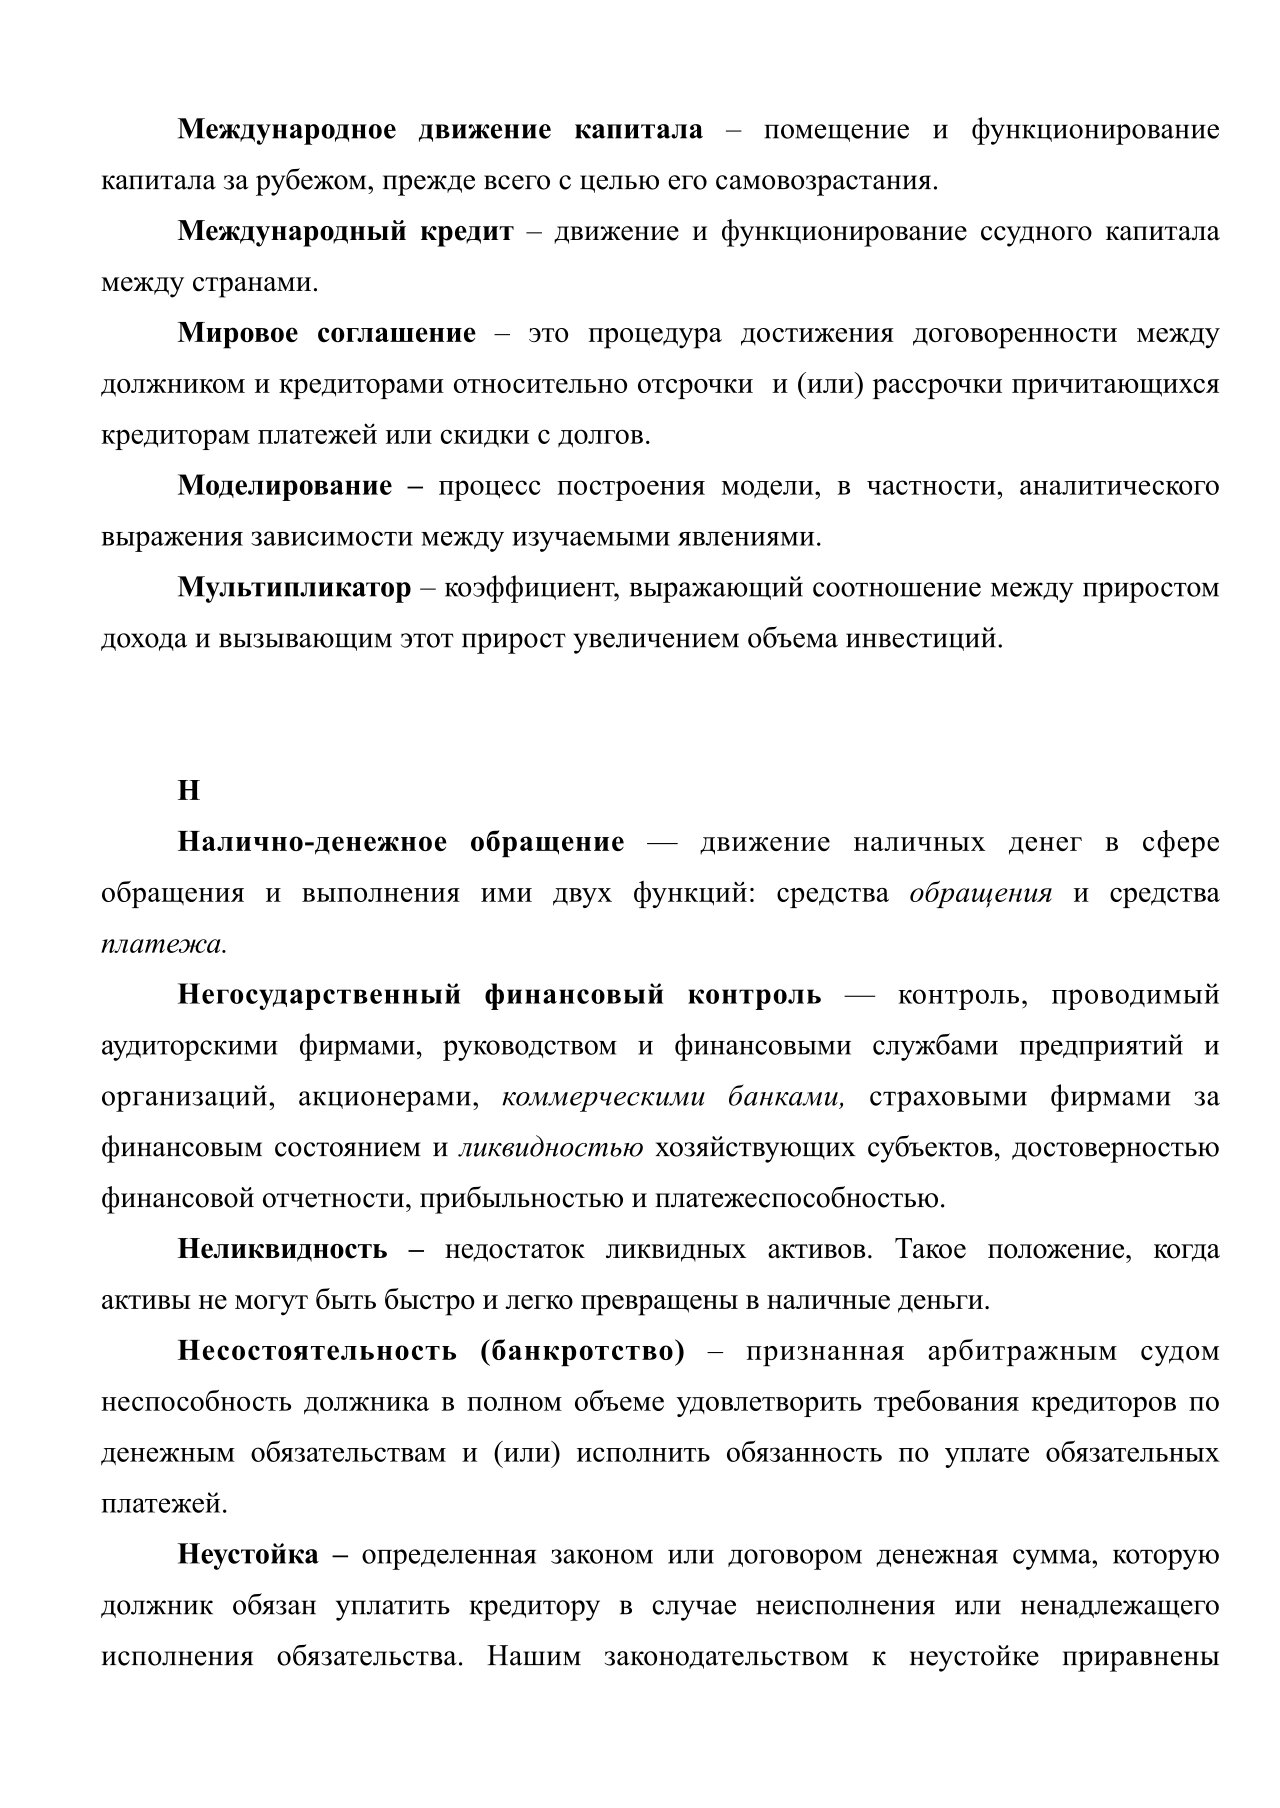 Международное движение капитала – помещение и функционирование
капитала за рубежом, прежде всего с целью его самовозрастания.
Международный кредит – движение и функционирование ссудного капитала
между странами.
Мировое соглашение – это процедура достижения договоренности между
должником и кредиторами относительно отсрочки  и (или) рассрочки причитающихся
кредиторам платежей или скидки с долгов.
Моделирование – процесс построения модели, в частности, аналитического
выражения зависимости между изучаемыми явлениями.
Мультипликатор – коэффициент, выражающий соотношение между приростом
дохода и вызывающим этот прирост увеличением объема инвестиций.
Н
Налично-денежное обращение — движение наличных денег в сфере
обращения и выполнения ими двух функций: средства обращения и средства
платежа.
Негосударственный финансовый контроль — контроль, проводимый
аудиторскими фирмами, руководством и финансовыми службами предприятий и
организаций, акционерами, коммерческими банками, страховыми фирмами за
финансовым состоянием и ликвидностью хозяйствующих субъектов, достоверностью
финансовой отчетности, прибыльностью и платежеспособностью.
Неликвидность – недостаток ликвидных активов. Такое положение, когда
активы не могут быть быстро и легко превращены в наличные деньги.
Несостоятельность (банкротство) – признанная арбитражным судом
неспособность должника в полном объеме удовлетворить требования кредиторов по
денежным обязательствам и (или) исполнить обязанность по уплате обязательных
платежей.
Неустойка – определенная законом или договором денежная сумма, которую
должник обязан уплатить кредитору в случае неисполнения или ненадлежащего
исполнения обязательства. Нашим законодательством к неустойке приравнены